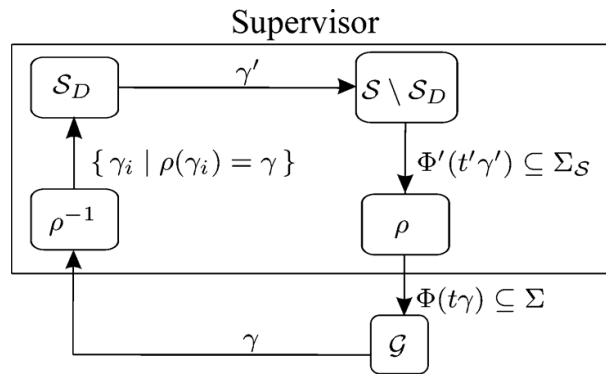 Supervisor
𝒮_D
γ′
𝒮 \ 𝒮_D
{ γ_i | ρ(γ_i) = γ }
Φ′(t′γ′) ⊆ Σ_𝒮
ρ⁻¹
ρ
Φ(tγ) ⊆ Σ
γ
𝒢